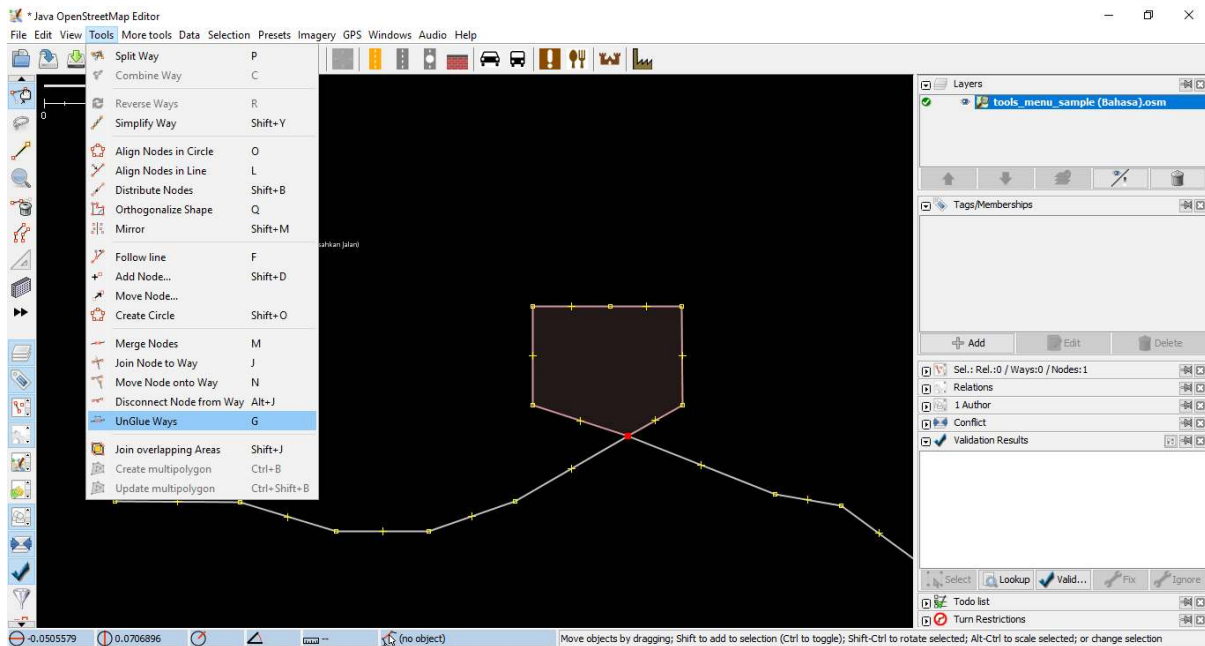 * Java OpenStreetMap Editor
File Edit View Tools More tools Data Selection Presets Imagery GPS Windows Audio Help
Split Way P
Combine Way C
Reverse Ways R
Simplify Way Shift+Y
Align Nodes in Circle O
Align Nodes in Line L
Distribute Nodes Shift+B
Orthogonalize Shape Q
Mirror Shift+M
Follow line F
Add Node... Shift+D
Move Node...
Create Circle Shift+O
Merge Nodes M
Join Node to Way J
Move Node onto Way N
Disconnect Node from Way Alt+J
UnGlue Ways G
Join overlapping Areas Shift+J
Create multipolygon Ctrl+B
Update multipolygon Ctrl+Shift+B
0
sahkan Jalan)
Layers
tools_menu_sample (Bahasa).osm
Tags/Memberships
Add Edit Delete
Sel.: Rel.:0 / Ways:0 / Nodes:1
Relations
1 Author
Conflict
Validation Results
Select Lookup Valid... Fix Ignore
Todo list
Turn Restrictions
-0.0505579 0.0706896 -- (no object) Move objects by dragging; Shift to add to selection (Ctrl to toggle); Shift-Ctrl to rotate selected; Alt-Ctrl to scale selected; or change selection